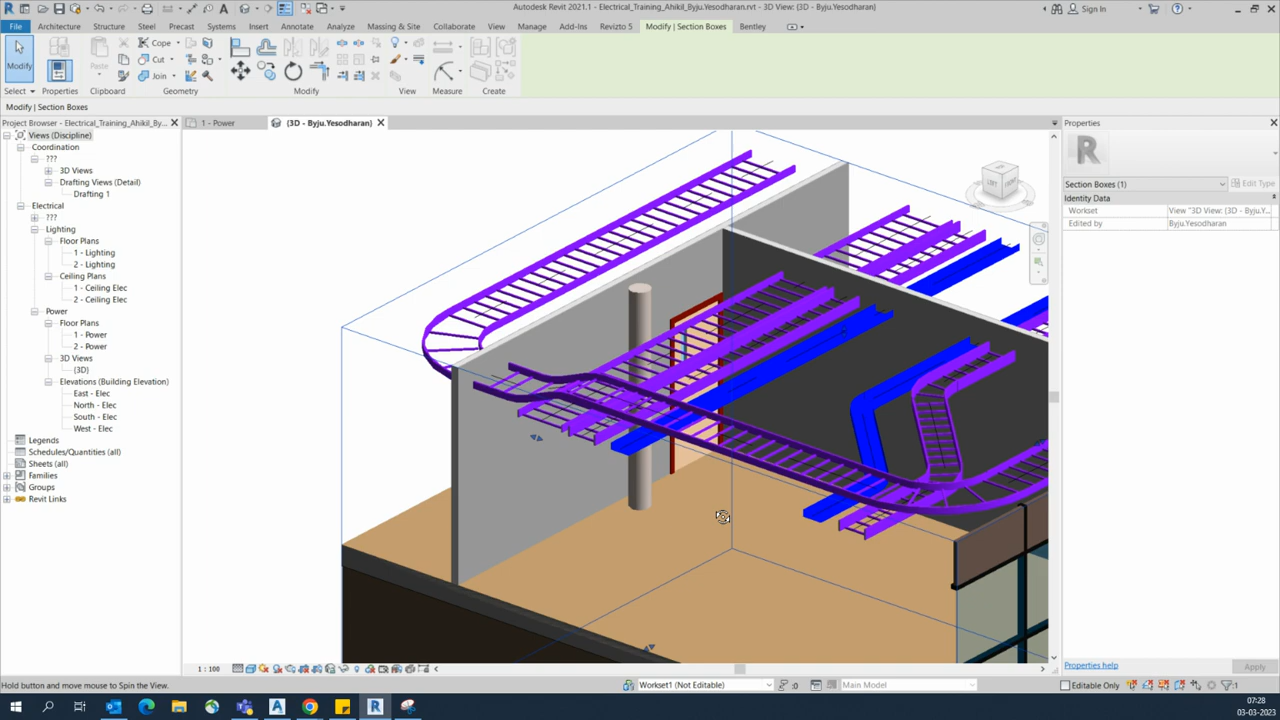 Autodesk Revit 2021.1 - Electrical_Training_Ahikil_Byju.Yesodharan.rvt - 3D View: {3D - Byju.Yesodharan}
Sign In
File Architecture Structure Steel Precast Systems Insert Annotate Analyze Massing & Site Collaborate View Manage Add-Ins Revizto 5 Modify | Section Boxes Bentley
Modify
Paste
Cope
Cut
Join
Select Properties Clipboard Geometry Modify View Measure Create
Modify | Section Boxes
Project Browser - Electrical_Training_Ahikil_By...
1 - Power
{3D - Byju.Yesodharan}
Properties
Views (Discipline)
Coordination
???
3D Views
Drafting Views (Detail)
Drafting 1
Electrical
???
Lighting
Floor Plans
1 - Lighting
2 - Lighting
Ceiling Plans
1 - Ceiling Elec
2 - Ceiling Elec
Power
Floor Plans
1 - Power
2 - Power
3D Views
{3D}
Elevations (Building Elevation)
East - Elec
North - Elec
South - Elec
West - Elec
Legends
Schedules/Quantities (all)
Sheets (all)
Families
Groups
Revit Links
Section Boxes (1)
Edit Type
Identity Data
Workset View "3D View: {3D - Byju.Y...
Edited by Byju.Yesodharan
1 : 100
Properties help
Apply
Hold button and move mouse to Spin the View.
Workset1 (Not Editable)
:0
Main Model
Editable Only
:1
07:28
03-03-2023